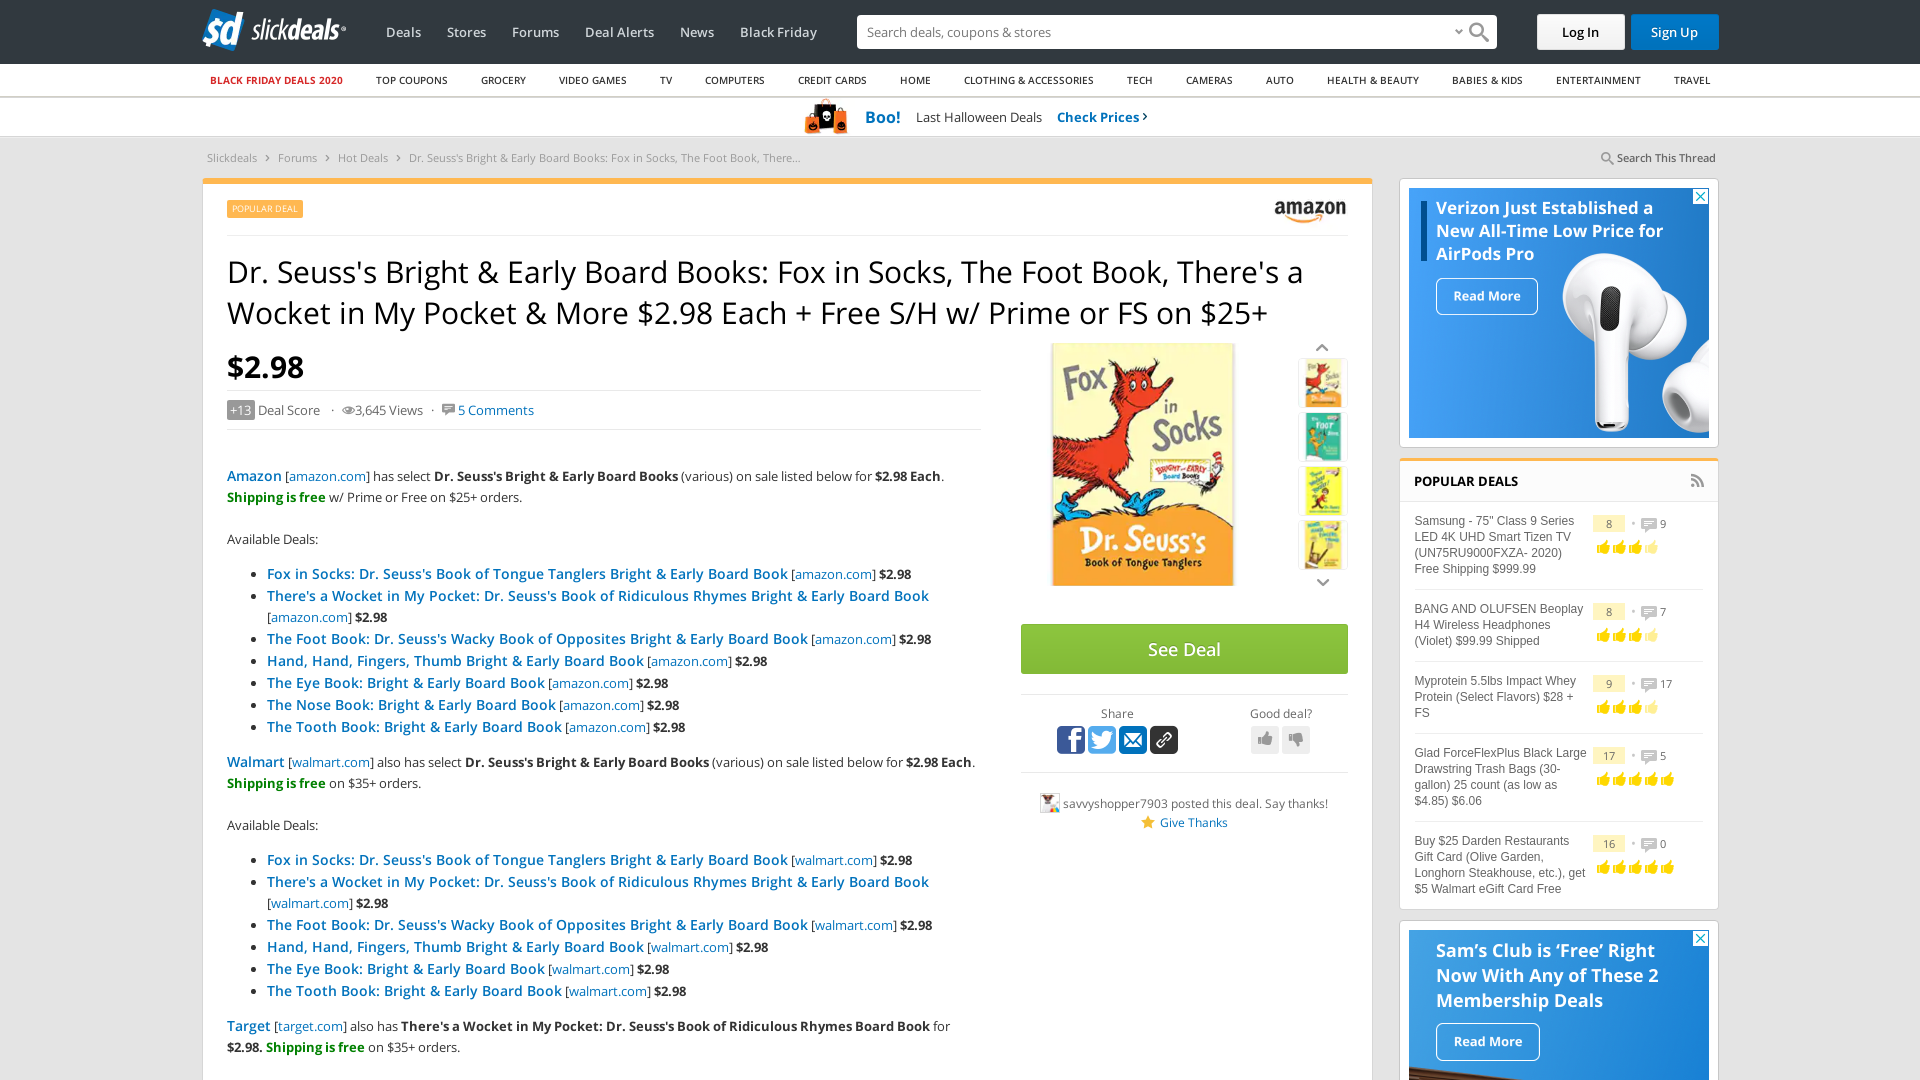 slickdeals
Deals
Stores
Forums
Deal Alerts
News
Black Friday
Search deals, coupons & stores
Log In
Sign Up
BLACK FRIDAY DEALS 2020
TOP COUPONS
GROCERY
VIDEO GAMES
TV
COMPUTERS
CREDIT CARDS
HOME
CLOTHING & ACCESSORIES
TECH
CAMERAS
AUTO
HEALTH & BEAUTY
BABIES & KIDS
ENTERTAINMENT
TRAVEL
Boo! Last Halloween Deals Check Prices
Slickdeals > Forums > Hot Deals > Dr. Seuss's Bright & Early Board Books: Fox in Socks, The Foot Book, There...
Search This Thread
POPULAR DEAL
amazon
Dr. Seuss's Bright & Early Board Books: Fox in Socks, The Foot Book, There's a
Wocket in My Pocket & More $2.98 Each + Free S/H w/ Prime or FS on $25+
$2.98
+13 Deal Score · 3,645 Views · 5 Comments
Amazon [amazon.com] has select Dr. Seuss's Bright & Early Board Books (various) on sale listed below for $2.98 Each.
Shipping is free w/ Prime or Free on $25+ orders.
Available Deals:
• Fox in Socks: Dr. Seuss's Book of Tongue Tanglers Bright & Early Board Book [amazon.com] $2.98
• There's a Wocket in My Pocket: Dr. Seuss's Book of Ridiculous Rhymes Bright & Early Board Book
[amazon.com] $2.98
• The Foot Book: Dr. Seuss's Wacky Book of Opposites Bright & Early Board Book [amazon.com] $2.98
• Hand, Hand, Fingers, Thumb Bright & Early Board Book [amazon.com] $2.98
• The Eye Book: Bright & Early Board Book [amazon.com] $2.98
• The Nose Book: Bright & Early Board Book [amazon.com] $2.98
• The Tooth Book: Bright & Early Board Book [amazon.com] $2.98
Walmart [walmart.com] also has select Dr. Seuss's Bright & Early Board Books (various) on sale listed below for $2.98 Each.
Shipping is free on $35+ orders.
Available Deals:
• Fox in Socks: Dr. Seuss's Book of Tongue Tanglers Bright & Early Board Book [walmart.com] $2.98
• There's a Wocket in My Pocket: Dr. Seuss's Book of Ridiculous Rhymes Bright & Early Board Book
[walmart.com] $2.98
• The Foot Book: Dr. Seuss's Wacky Book of Opposites Bright & Early Board Book [walmart.com] $2.98
• Hand, Hand, Fingers, Thumb Bright & Early Board Book [walmart.com] $2.98
• The Eye Book: Bright & Early Board Book [walmart.com] $2.98
• The Tooth Book: Bright & Early Board Book [walmart.com] $2.98
Target [target.com] also has There's a Wocket in My Pocket: Dr. Seuss's Book of Ridiculous Rhymes Board Book for
$2.98. Shipping is free on $35+ orders.
Fox
in
Socks
BRIGHT and EARLY
Board Books
Dr. Seuss's
Book of Tongue Tanglers
See Deal
Share
Good deal?
savvyshopper7903 posted this deal. Say thanks!
Give Thanks
Verizon Just Established a
New All-Time Low Price for
AirPods Pro
Read More
POPULAR DEALS
Samsung - 75" Class 9 Series
LED 4K UHD Smart Tizen TV
(UN75RU9000FXZA- 2020)
Free Shipping $999.99
8 • 9
BANG AND OLUFSEN Beoplay
H4 Wireless Headphones
(Violet) $99.99 Shipped
8 • 7
Myprotein 5.5lbs Impact Whey
Protein (Select Flavors) $28 +
FS
9 • 17
Glad ForceFlexPlus Black Large
Drawstring Trash Bags (30-
gallon) 25 count (as low as
$4.85) $6.06
17 • 5
Buy $25 Darden Restaurants
Gift Card (Olive Garden,
Longhorn Steakhouse, etc.), get
$5 Walmart eGift Card Free
16 • 0
Sam's Club is ‘Free’ Right
Now With Any of These 2
Membership Deals
Read More